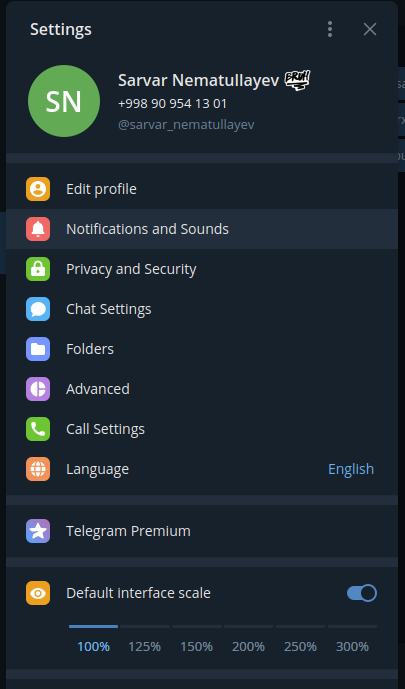 Settings
SN
Sarvar Nematullayev
+998 90 954 13 01
@sarvar_nematullayev
Edit profile
Notifications and Sounds
Privacy and Security
Chat Settings
Folders
Advanced
Call Settings
Language English
Telegram Premium
Default interface scale
100% 125% 150% 200% 250% 300%